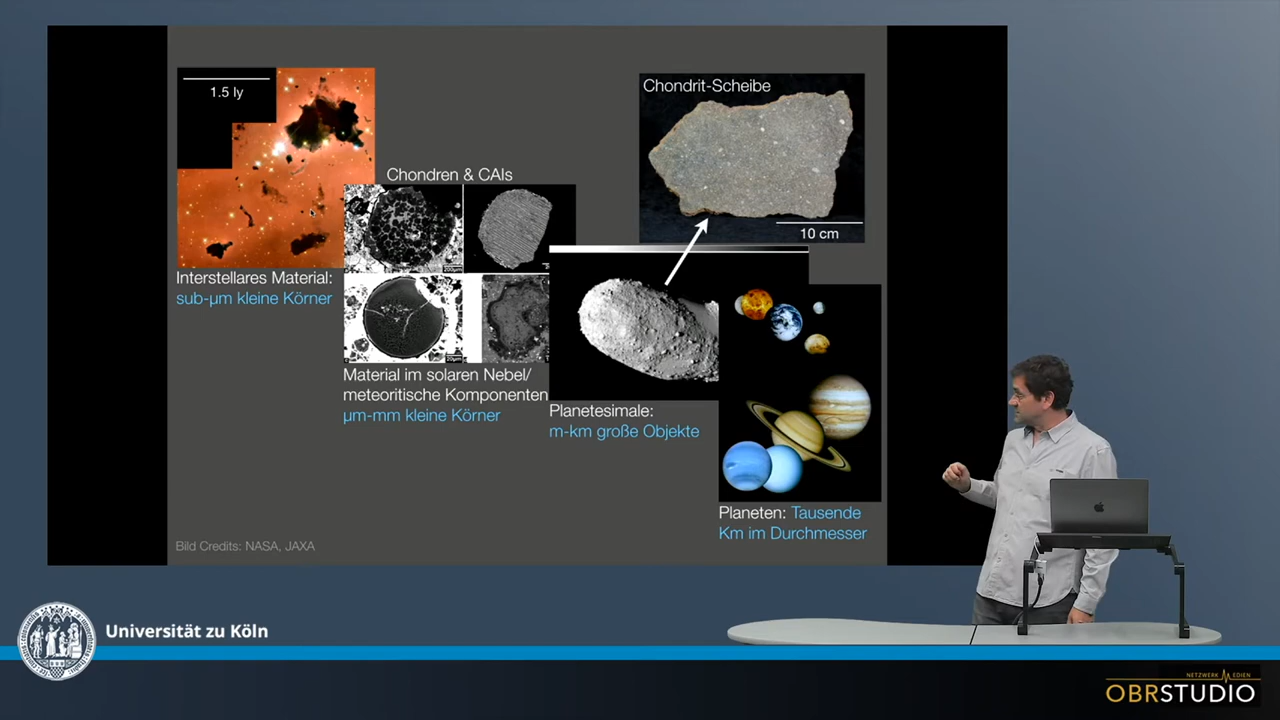 1.5 ly
Interstellares Material:
sub-µm kleine Körner
Chondren & CAIs
Material im solaren Nebel/
meteoritische Komponenten
µm-mm kleine Körner
Planetesimale:
m-km große Objekte
Chondrit-Scheibe
10 cm
Planeten: Tausende
Km im Durchmesser
Bild Credits: NASA, JAXA
Universität zu Köln
NETZWERK MEDIEN
OBRSTUDIO